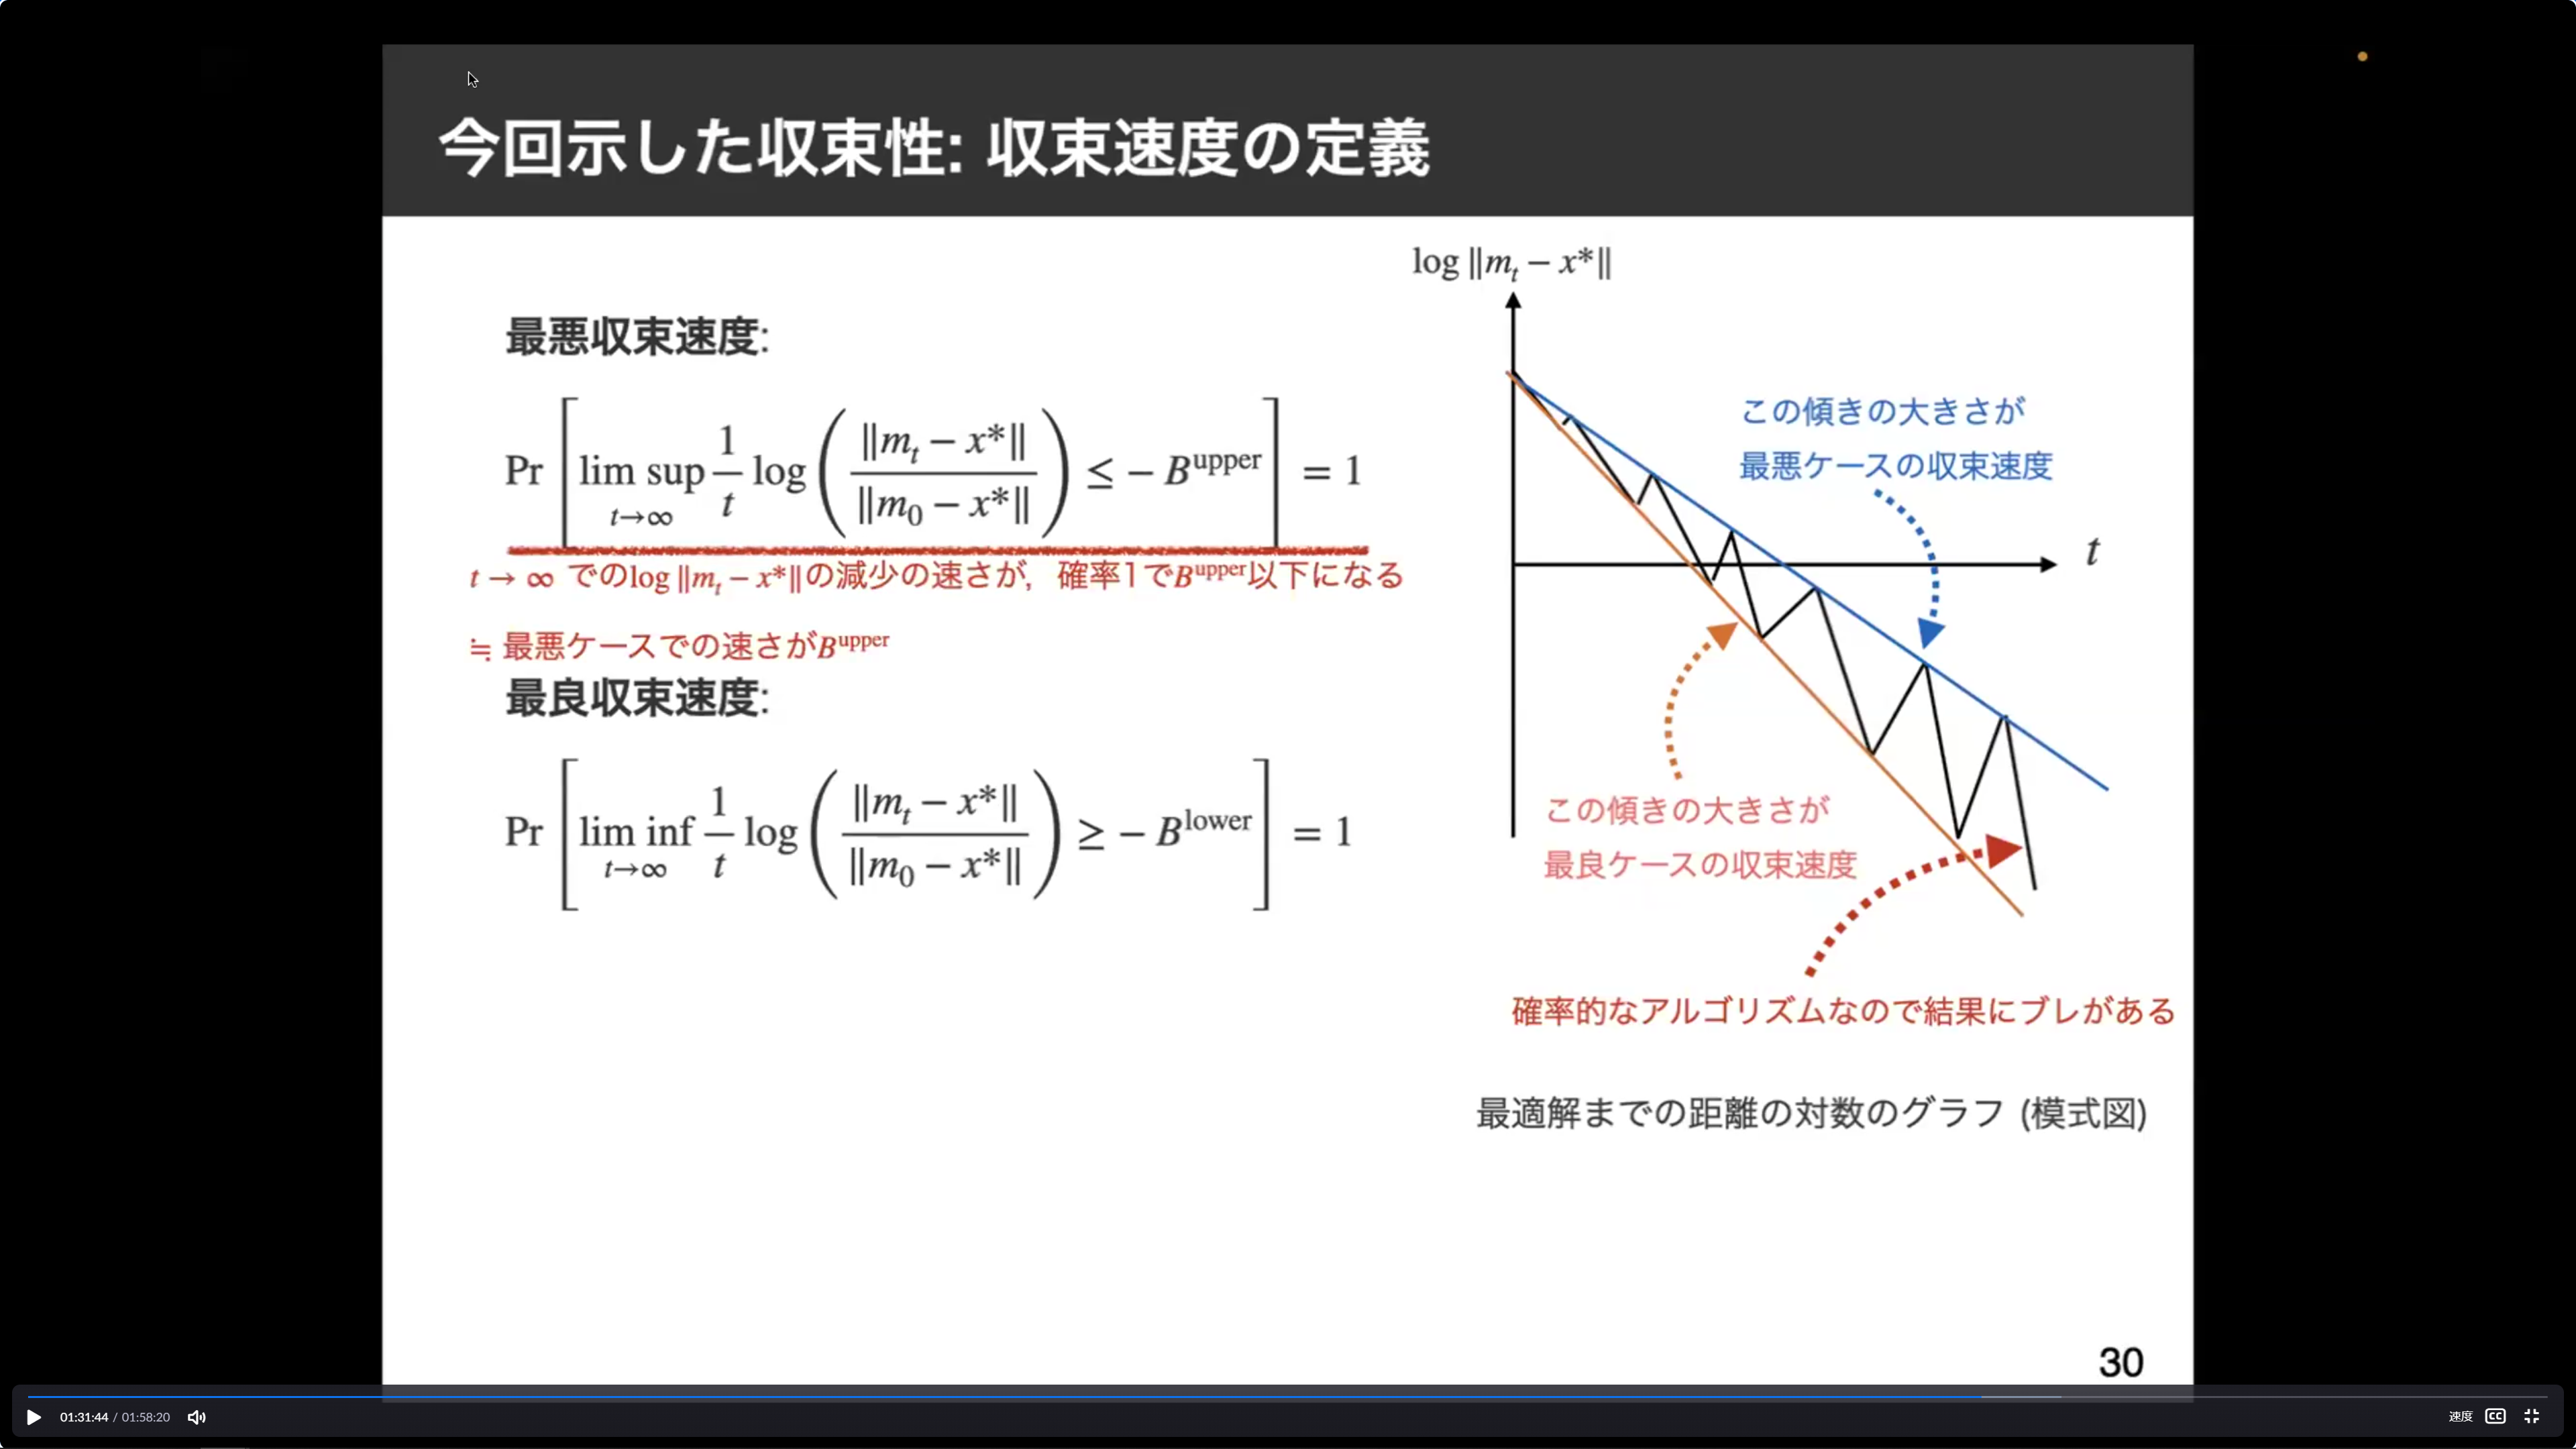 今回示した収束性: 収束速度の定義
最悪収束速度:
Pr [ lim sup t→∞ 1/t log ( ‖m_t − x*‖ / ‖m_0 − x*‖ ) ≤ − B^upper ] = 1
t → ∞ でのlog ‖m_t − x*‖の減少の速さが, 確率1でB^upper以下になる
≒ 最悪ケースでの速さがB^upper
最良収束速度:
Pr [ lim inf t→∞ 1/t log ( ‖m_t − x*‖ / ‖m_0 − x*‖ ) ≥ − B^lower ] = 1
log ‖m_t − x*‖
この傾きの大きさが
最悪ケースの収束速度
t
この傾きの大きさが
最良ケースの収束速度
確率的なアルゴリズムなので結果にブレがある
最適解までの距離の対数のグラフ (模式図)
30
01:31:44 / 01:58:20
速度
CC